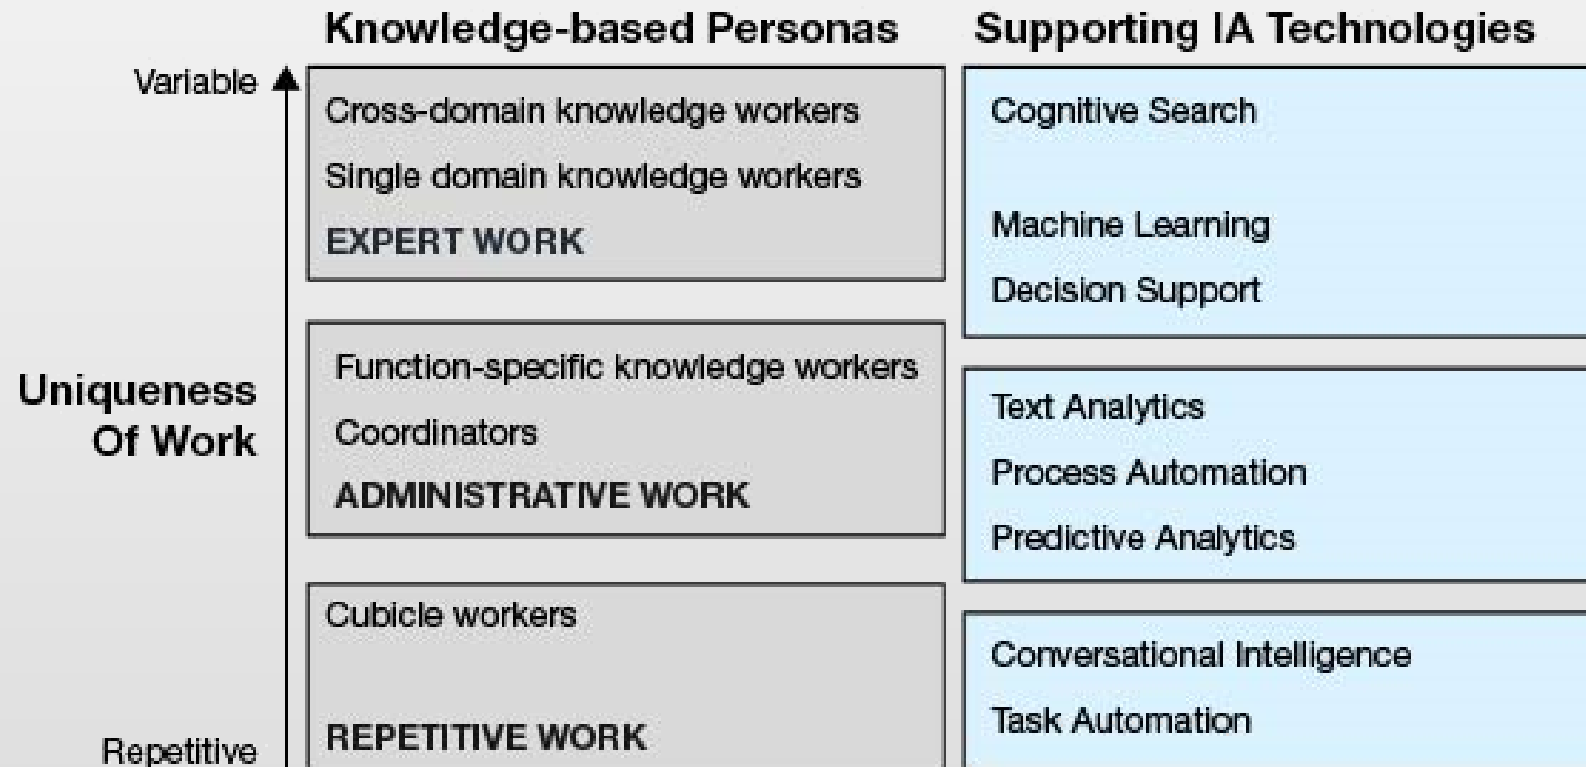 Knowledge-based Personas
Supporting IA Technologies
Variable
Cross-domain knowledge workers
Single domain knowledge workers
EXPERT WORK
Cognitive Search
Machine Learning
Decision Support
Uniqueness
Of Work
Function-specific knowledge workers
Coordinators
ADMINISTRATIVE WORK
Text Analytics
Process Automation
Predictive Analytics
Cubicle workers
REPETITIVE WORK
Conversational Intelligence
Task Automation
Repetitive